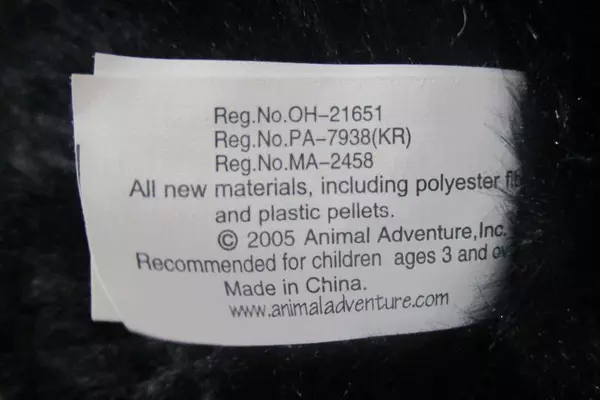 Reg.No.OH-21651
Reg.No.PA-7938(KR)
Reg.No.MA-2458
All new materials, including polyester
and plastic pellets.
© 2005 Animal Adventure,Inc.
Recommended for children ages 3 and
Made in China.
www.animaladventure.com